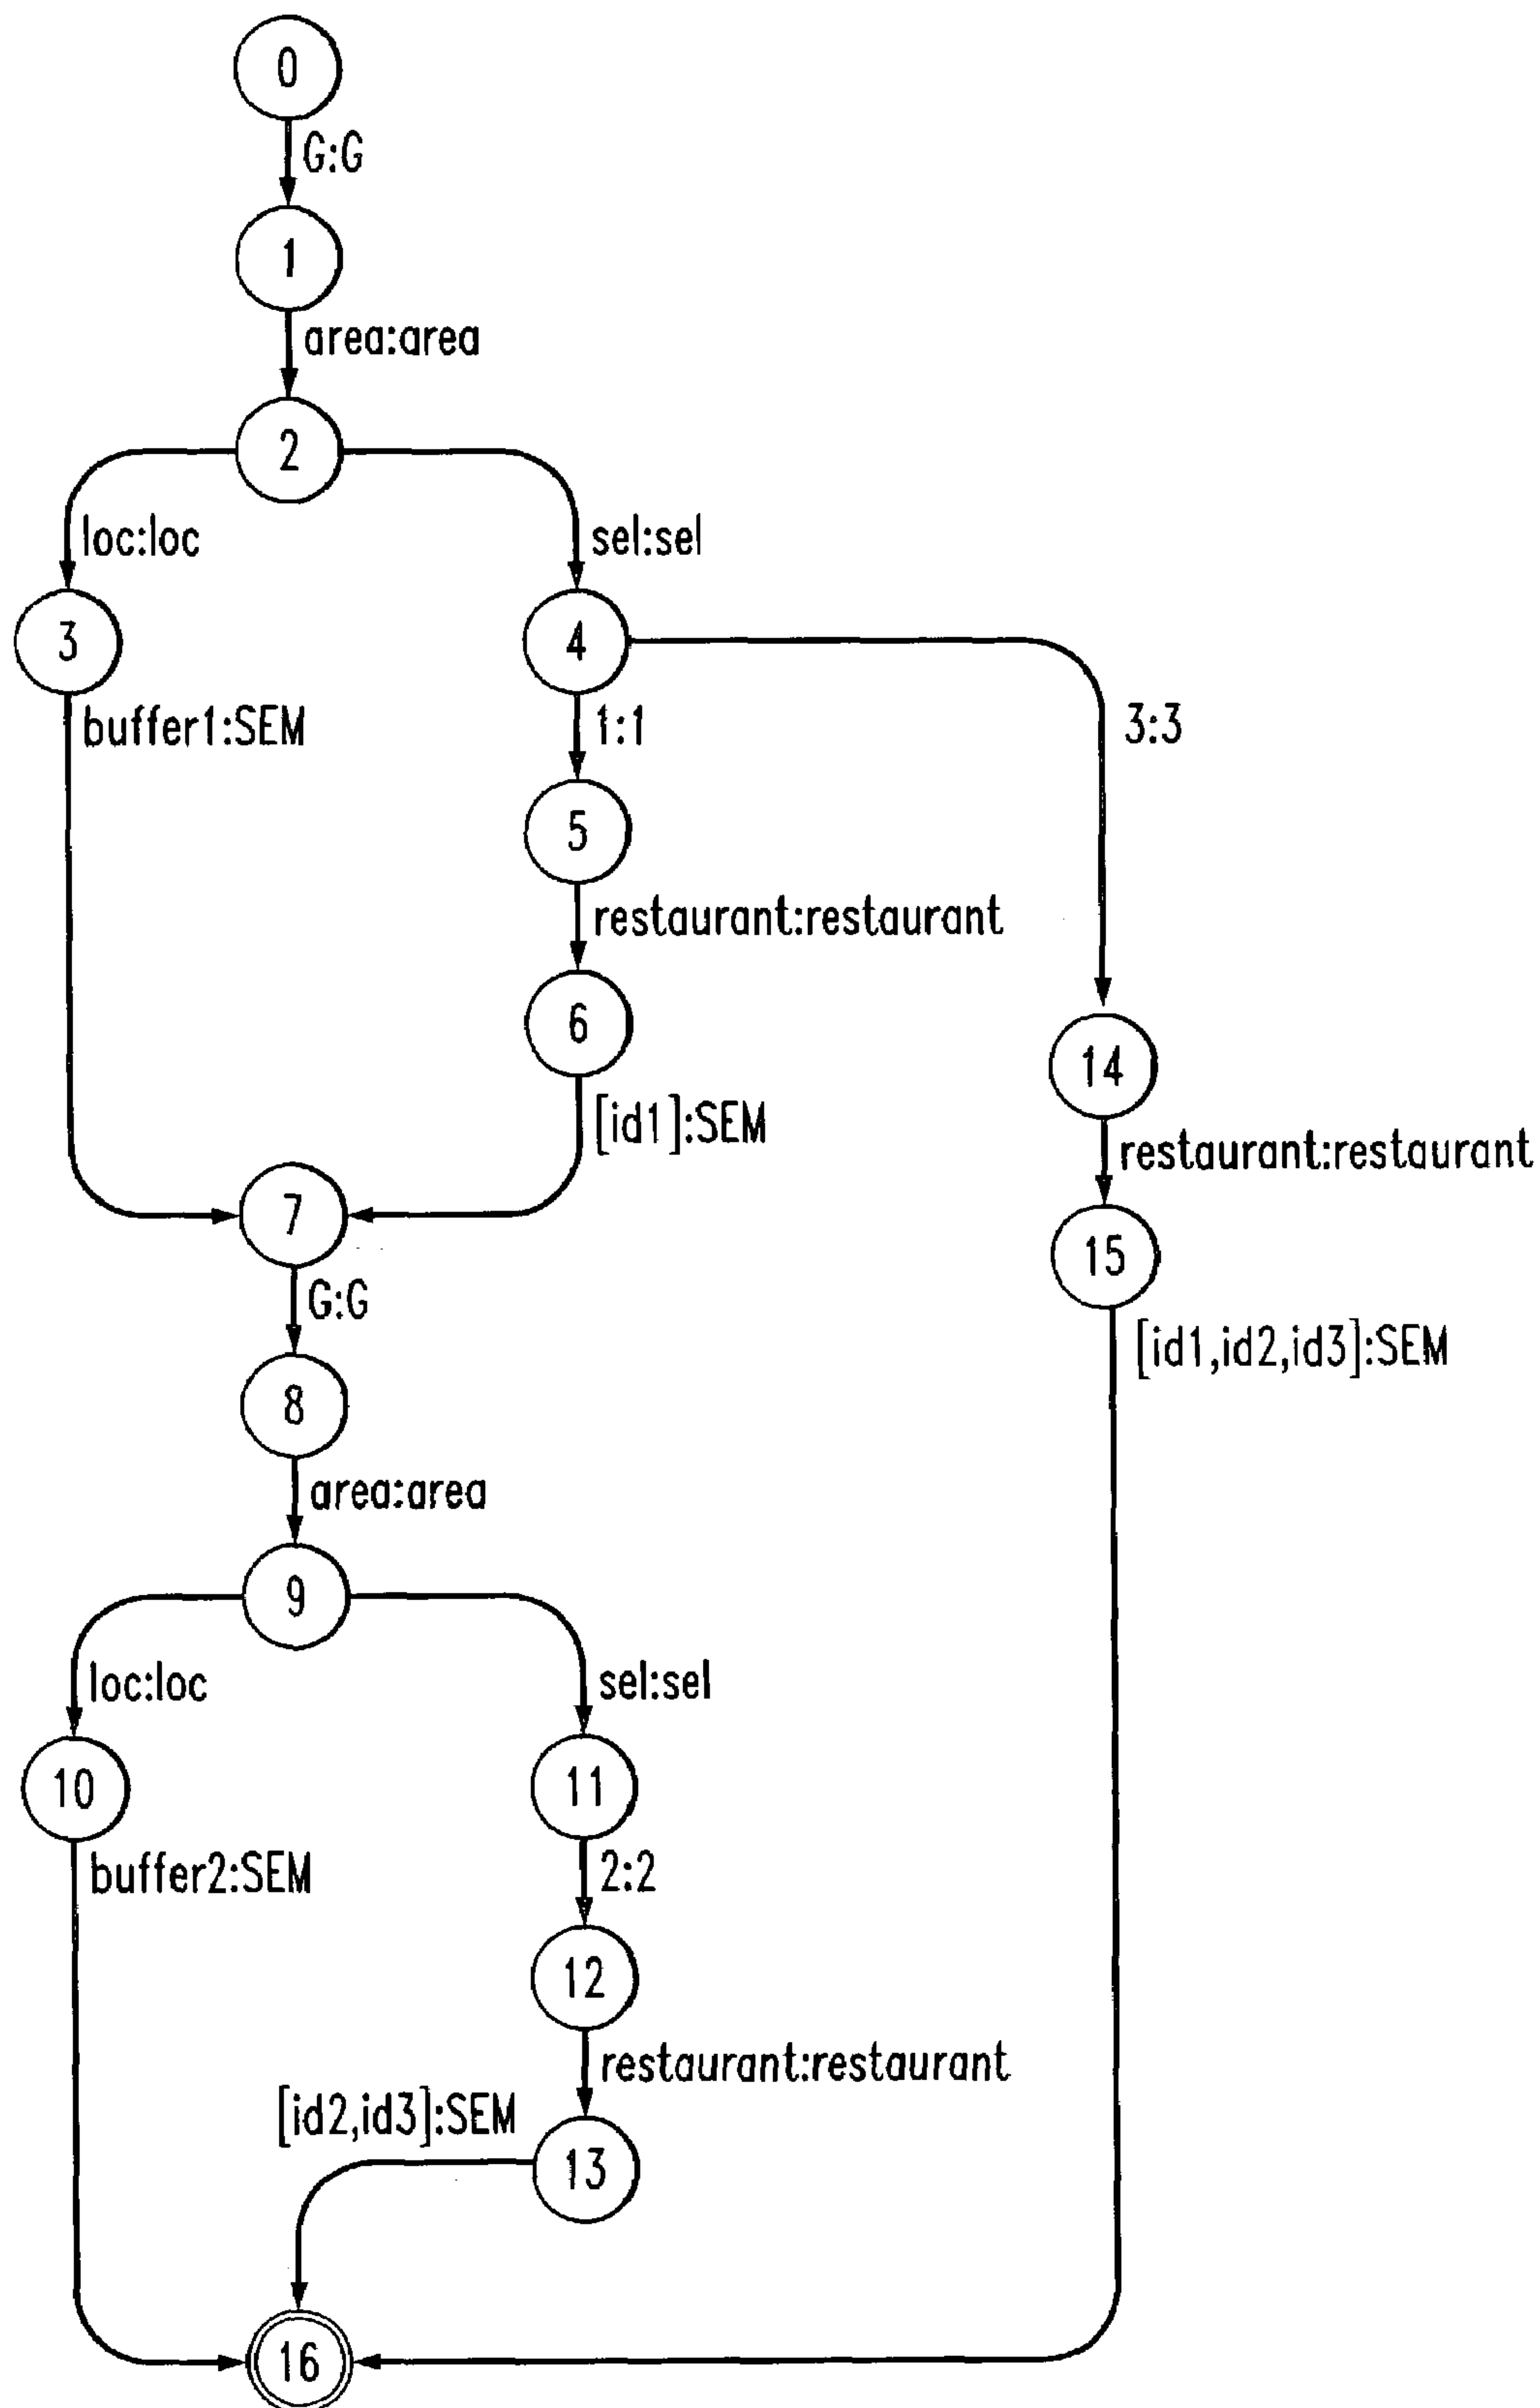 0
G:G
1
area:area
2
loc:loc
sel:sel
3
4
buffer1:SEM
1:1
3:3
5
restaurant:restaurant
6
14
[id1]:SEM
restaurant:restaurant
7
15
G:G
[id1,id2,id3]:SEM
8
area:area
9
loc:loc
sel:sel
10
11
buffer2:SEM
2:2
12
restaurant:restaurant
[id2,id3]:SEM
13
16